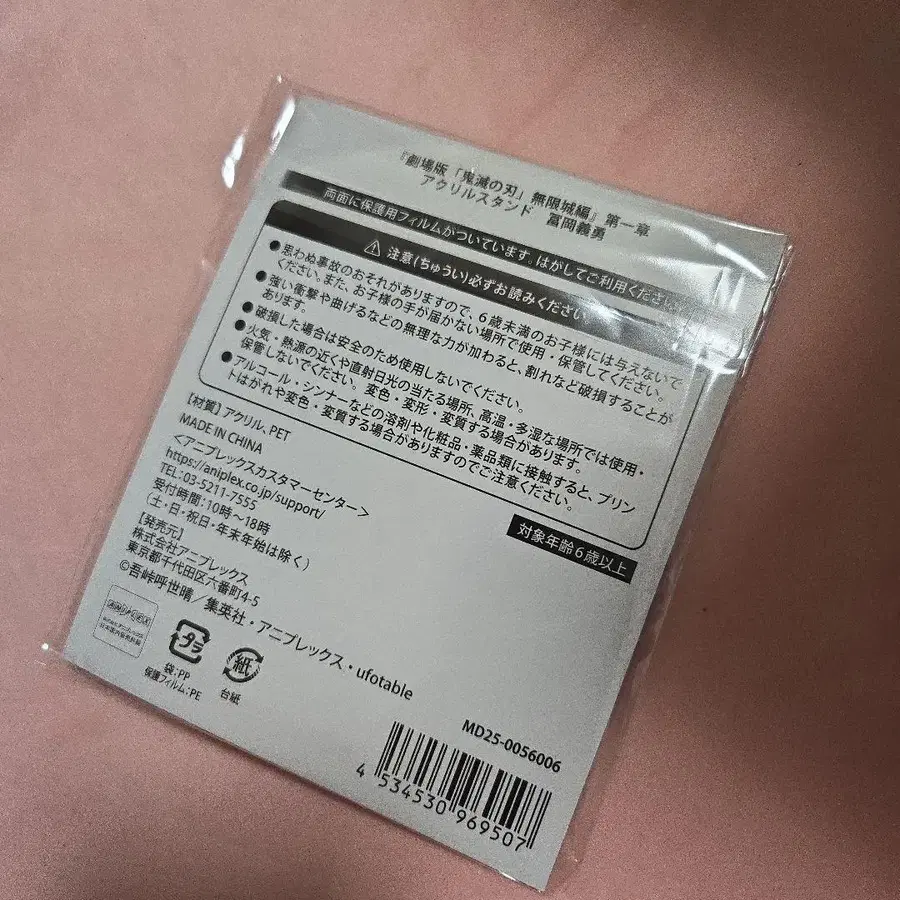 『劇場版「鬼滅の刃」無限城編』第一章
アクリルスタンド 冨岡義勇
両面に保護用フィルムがついています。はがしてご利用ください
注意(ちゅうい)必ずお読みください
●思わぬ事故のおそれがありますので、6歳未満のお子様には与えないで
ください。また、お子様の手が届かない場所で使用・保管してください。
●強い衝撃や曲げるなどの無理な力が加わると、割れなど破損することが
あります。
●破損した場合は安全のため使用しないでください。
●火気・熱源の近くや直射日光の当たる場所、高温・多湿な場所では使用・
保管しないでください。変色・変形・変質する場合があります。
●アルコール・シンナーなどの溶剤や化粧品・薬品類に接触すると、プリン
トはがれや変色・変質する場合がありますのでご注意ください。
【材質】アクリル、PET
MADE IN CHINA
対象年齢6歳以上
<アニプレックスカスタマーセンター>
https://aniplex.co.jp/support/
TEL:03-5211-7555
受付時間:10時~18時
(土・日・祝日・年末年始は除く)
【発売元】
株式会社アニプレックス
東京都千代田区六番町4-5
©吾峠呼世晴/集英社・アニプレックス・ufotable
プラ
袋:PP
保護フィルム:PE
紙
台紙
MD25-0056006
4 534530 969507